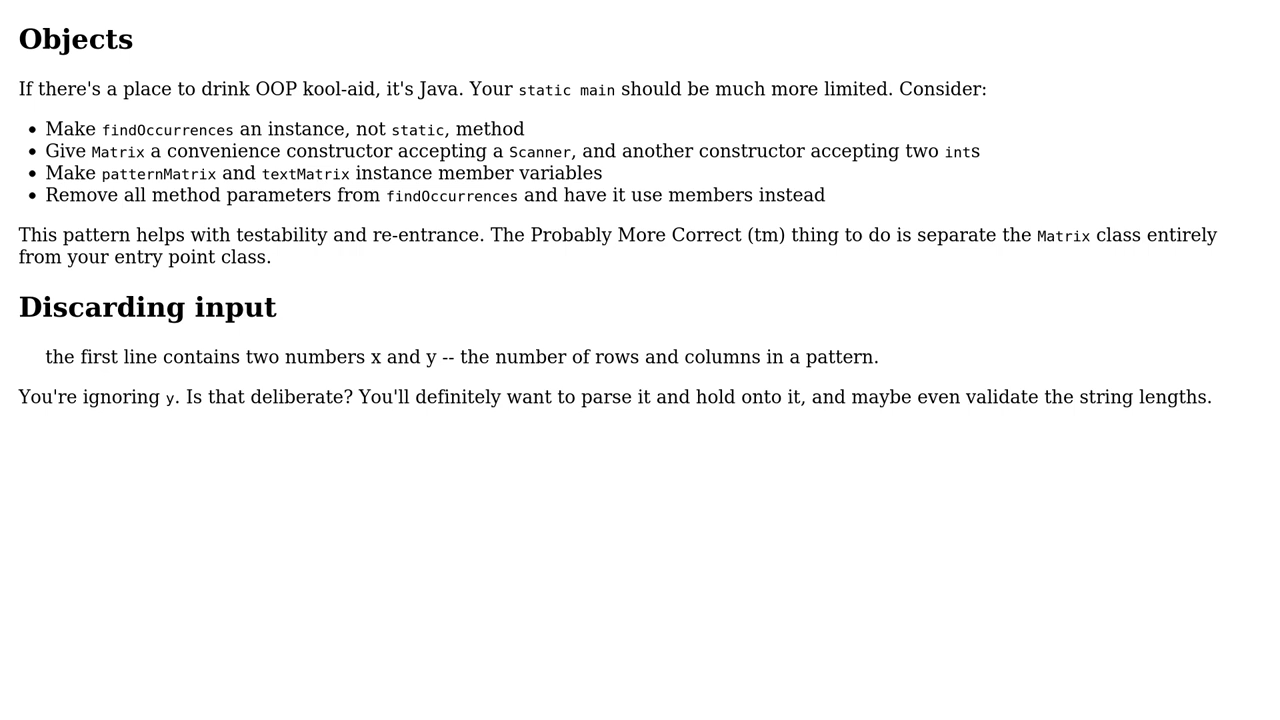 Objects
If there's a place to drink OOP kool-aid, it's Java. Your static main should be much more limited. Consider:
• Make findOccurrences an instance, not static, method
• Give Matrix a convenience constructor accepting a Scanner, and another constructor accepting two ints
• Make patternMatrix and textMatrix instance member variables
• Remove all method parameters from findOccurrences and have it use members instead
This pattern helps with testability and re-entrance. The Probably More Correct (tm) thing to do is separate the Matrix class entirely
from your entry point class.
Discarding input
the first line contains two numbers x and y -- the number of rows and columns in a pattern.
You're ignoring y. Is that deliberate? You'll definitely want to parse it and hold onto it, and maybe even validate the string lengths.